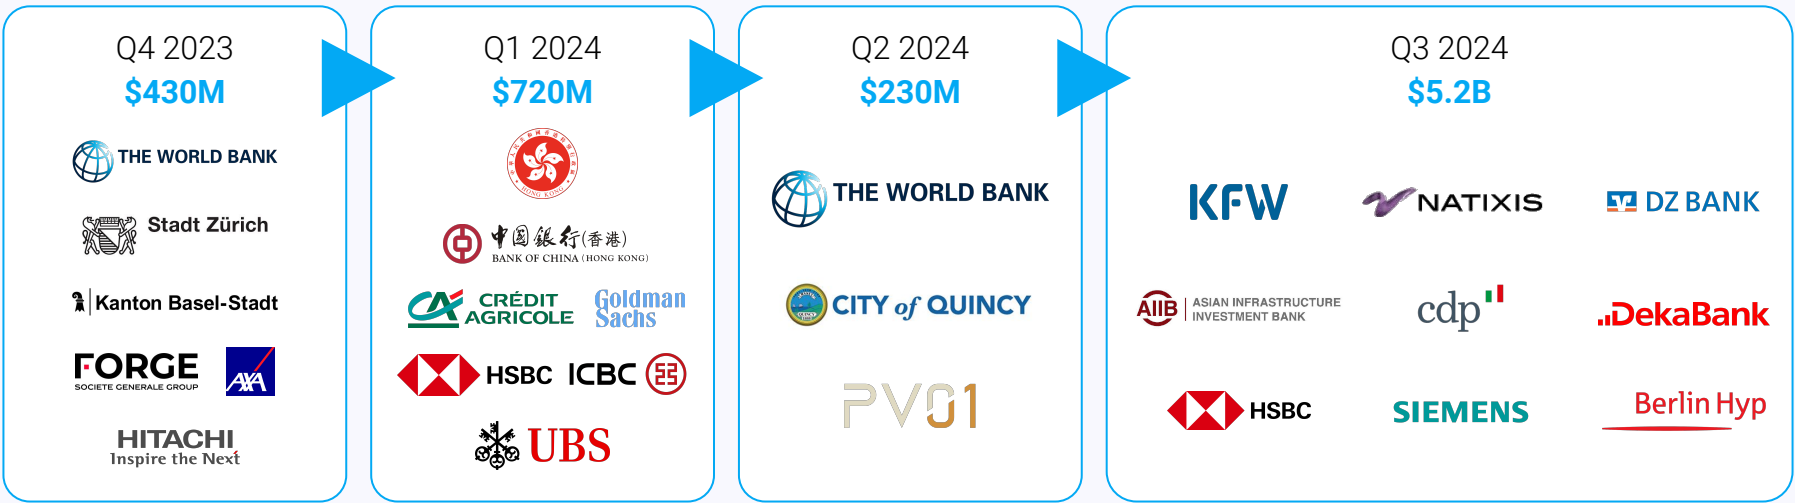 Q4 2023
$430M
THE WORLD BANK
Stadt Zürich
Kanton Basel-Stadt
FORGE
SOCIETE GENERALE GROUP
AXA
HITACHI
Inspire the Next
Q1 2024
$720M
HONG KONG
中国銀行(香港)
BANK OF CHINA (HONG KONG)
CRÉDIT
AGRICOLE
Goldman
Sachs
HSBC
ICBC
UBS
Q2 2024
$230M
THE WORLD BANK
CITY of QUINCY
PV01
Q3 2024
$5.2B
KFW
NATIXIS
DZ BANK
AIIB
ASIAN INFRASTRUCTURE
INVESTMENT BANK
cdp
DekaBank
HSBC
SIEMENS
Berlin Hyp